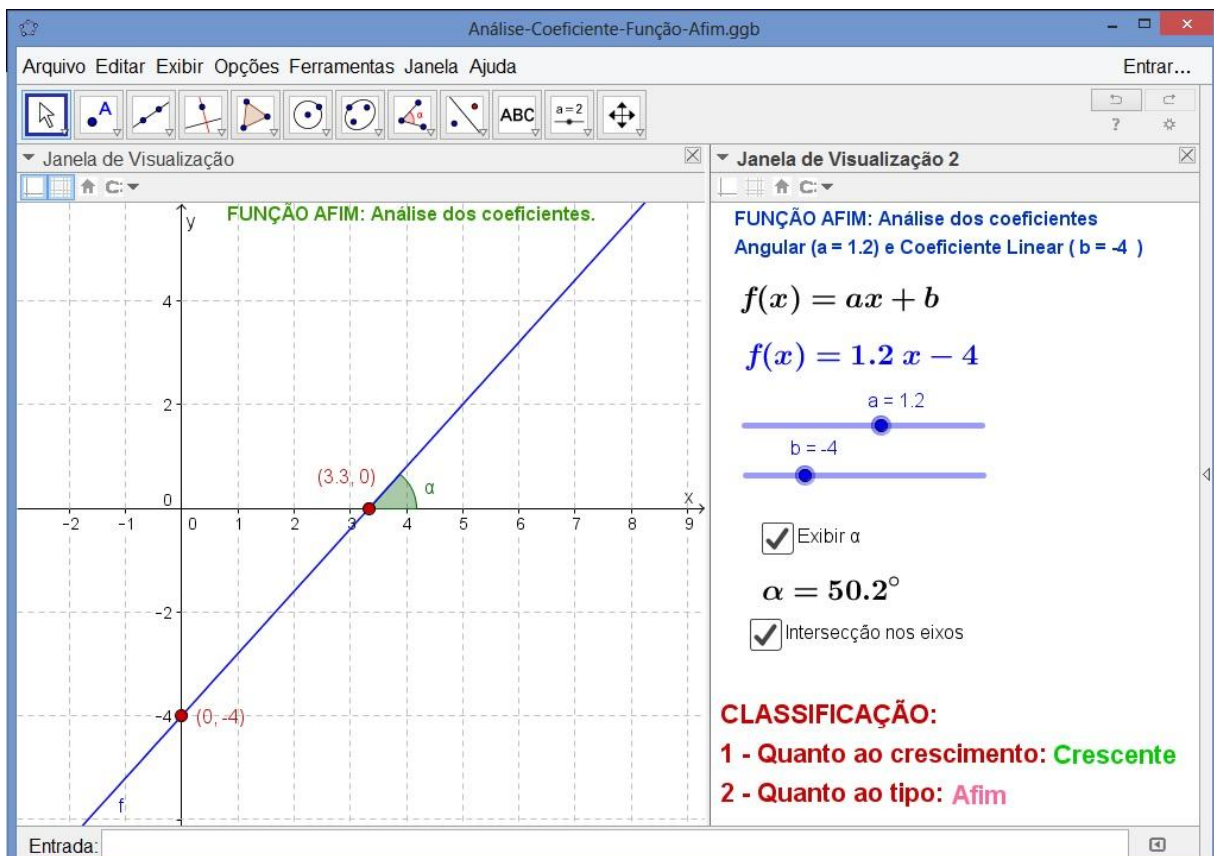 Análise-Coeficiente-Função-Afim.ggb
Arquivo Editar Exibir Opções Ferramentas Janela Ajuda
Entrar...
A
α
ABC
a=2
?
Janela de Visualização
C:
FUNÇÃO AFIM: Análise dos coeficientes.
y
4
2
(3.3, 0)
α
0
x
-2 -1 0 1 2 3 4 5 6 7 8 9
-2
-4
(0, -4)
f
Janela de Visualização 2
C:
FUNÇÃO AFIM: Análise dos coeficientes
Angular (a = 1.2) e Coeficiente Linear ( b = -4 )
f(x) = ax + b
f(x) = 1.2 x − 4
a = 1.2
b = -4
Exibir α
α = 50.2°
Intersecção nos eixos
CLASSIFICAÇÃO:
1 - Quanto ao crescimento: Crescente
2 - Quanto ao tipo: Afim
Entrada: